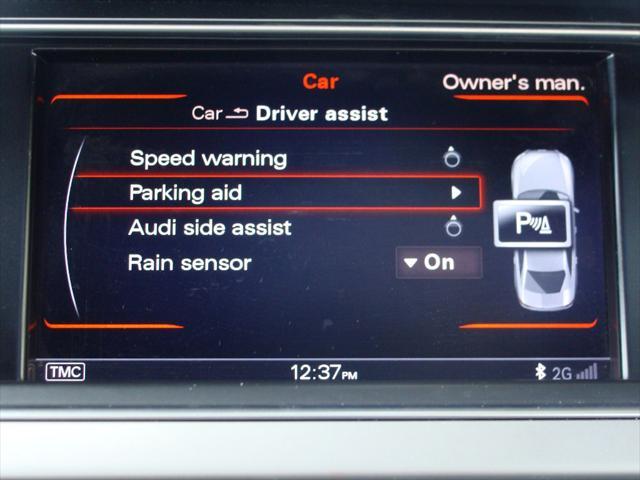 Car
Owner's man.
Car Driver assist
Speed warning
Parking aid
Audi side assist
Rain sensor
On
P
TMC
12:37PM
2G